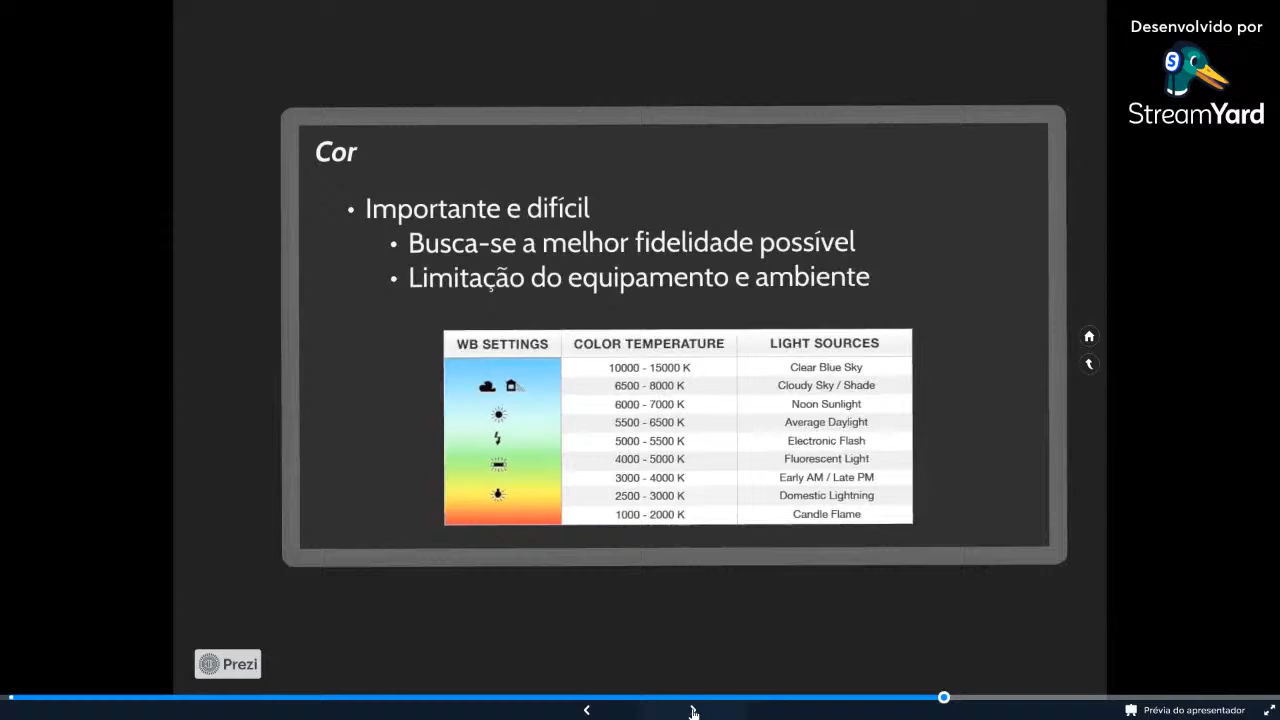 Desenvolvido por
StreamYard
Cor
• Importante e difícil
• Busca-se a melhor fidelidade possível
• Limitação do equipamento e ambiente
WB SETTINGS COLOR TEMPERATURE LIGHT SOURCES
10000 - 15000 K Clear Blue Sky
6500 - 8000 K Cloudy Sky / Shade
6000 - 7000 K Noon Sunlight
5500 - 6500 K Average Daylight
5000 - 5500 K Electronic Flash
4000 - 5000 K Fluorescent Light
3000 - 4000 K Early AM / Late PM
2500 - 3000 K Domestic Lightning
1000 - 2000 K Candle Flame
Prezi
Prévia do apresentador